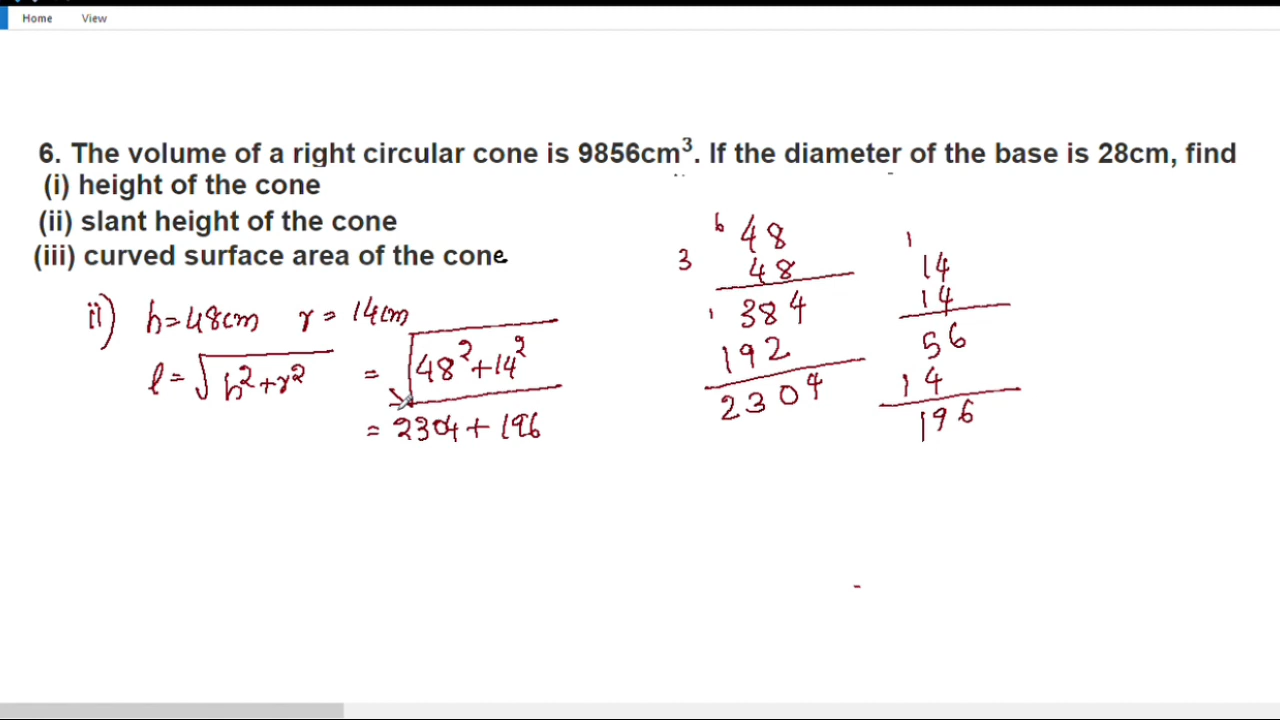 Home View
6. The volume of a right circular cone is 9856cm³. If the diameter of the base is 28cm, find
(i) height of the cone
(ii) slant height of the cone
(iii) curved surface area of the cone
ii) h=48cm r = 14cm
l = √h²+r² = √48²+14²
= 2304 + 196
6
48
3
48
1 384
192
2304
1
14
14
56
14
196